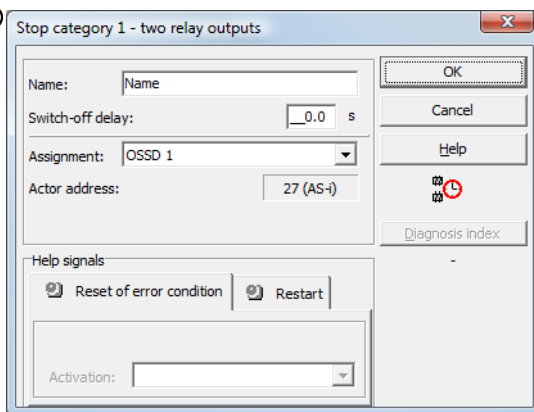 )
Stop category 1 - two relay outputs
Name: Name
OK
Switch-off delay: __0.0 s
Cancel
Assignment: OSSD 1
Help
Actor address: 27 (AS-i)
Diagnosis index
-
Help signals
Reset of error condition
Restart
Activation: